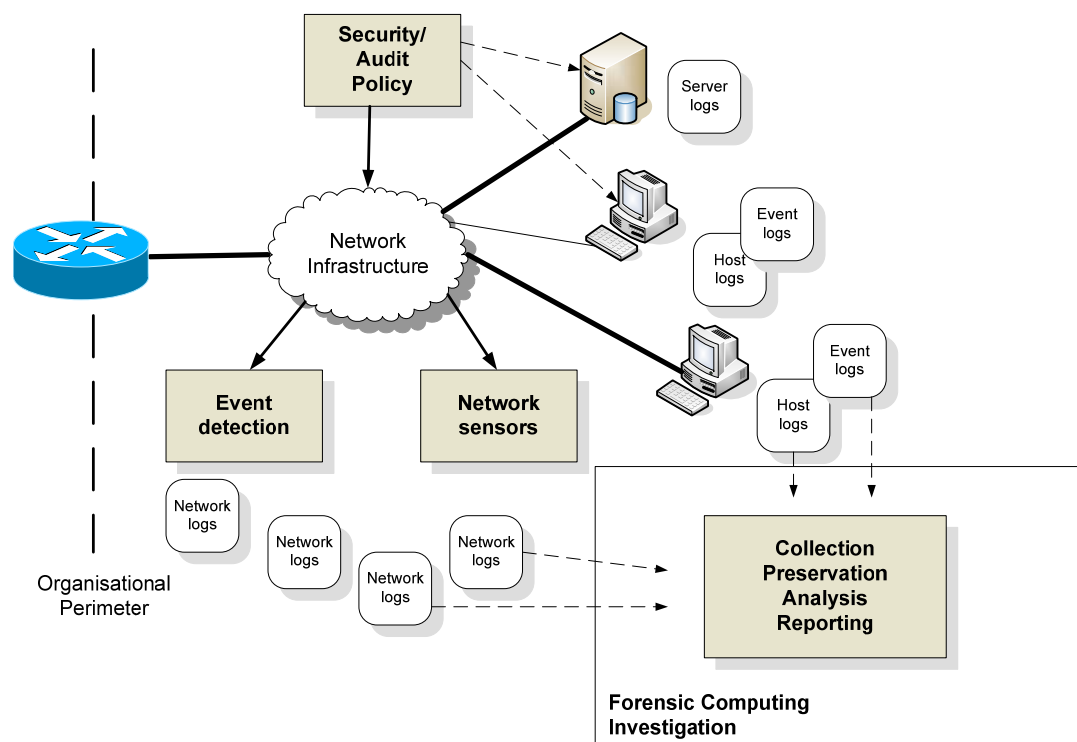 Security/
Audit
Policy
Server
logs
Event
logs
Host
logs
Network
Infrastructure
Event
logs
Host
logs
Event
detection
Network
sensors
Network
logs
Network
logs
Network
logs
Network
logs
Organisational
Perimeter
Collection
Preservation
Analysis
Reporting
Forensic Computing
Investigation